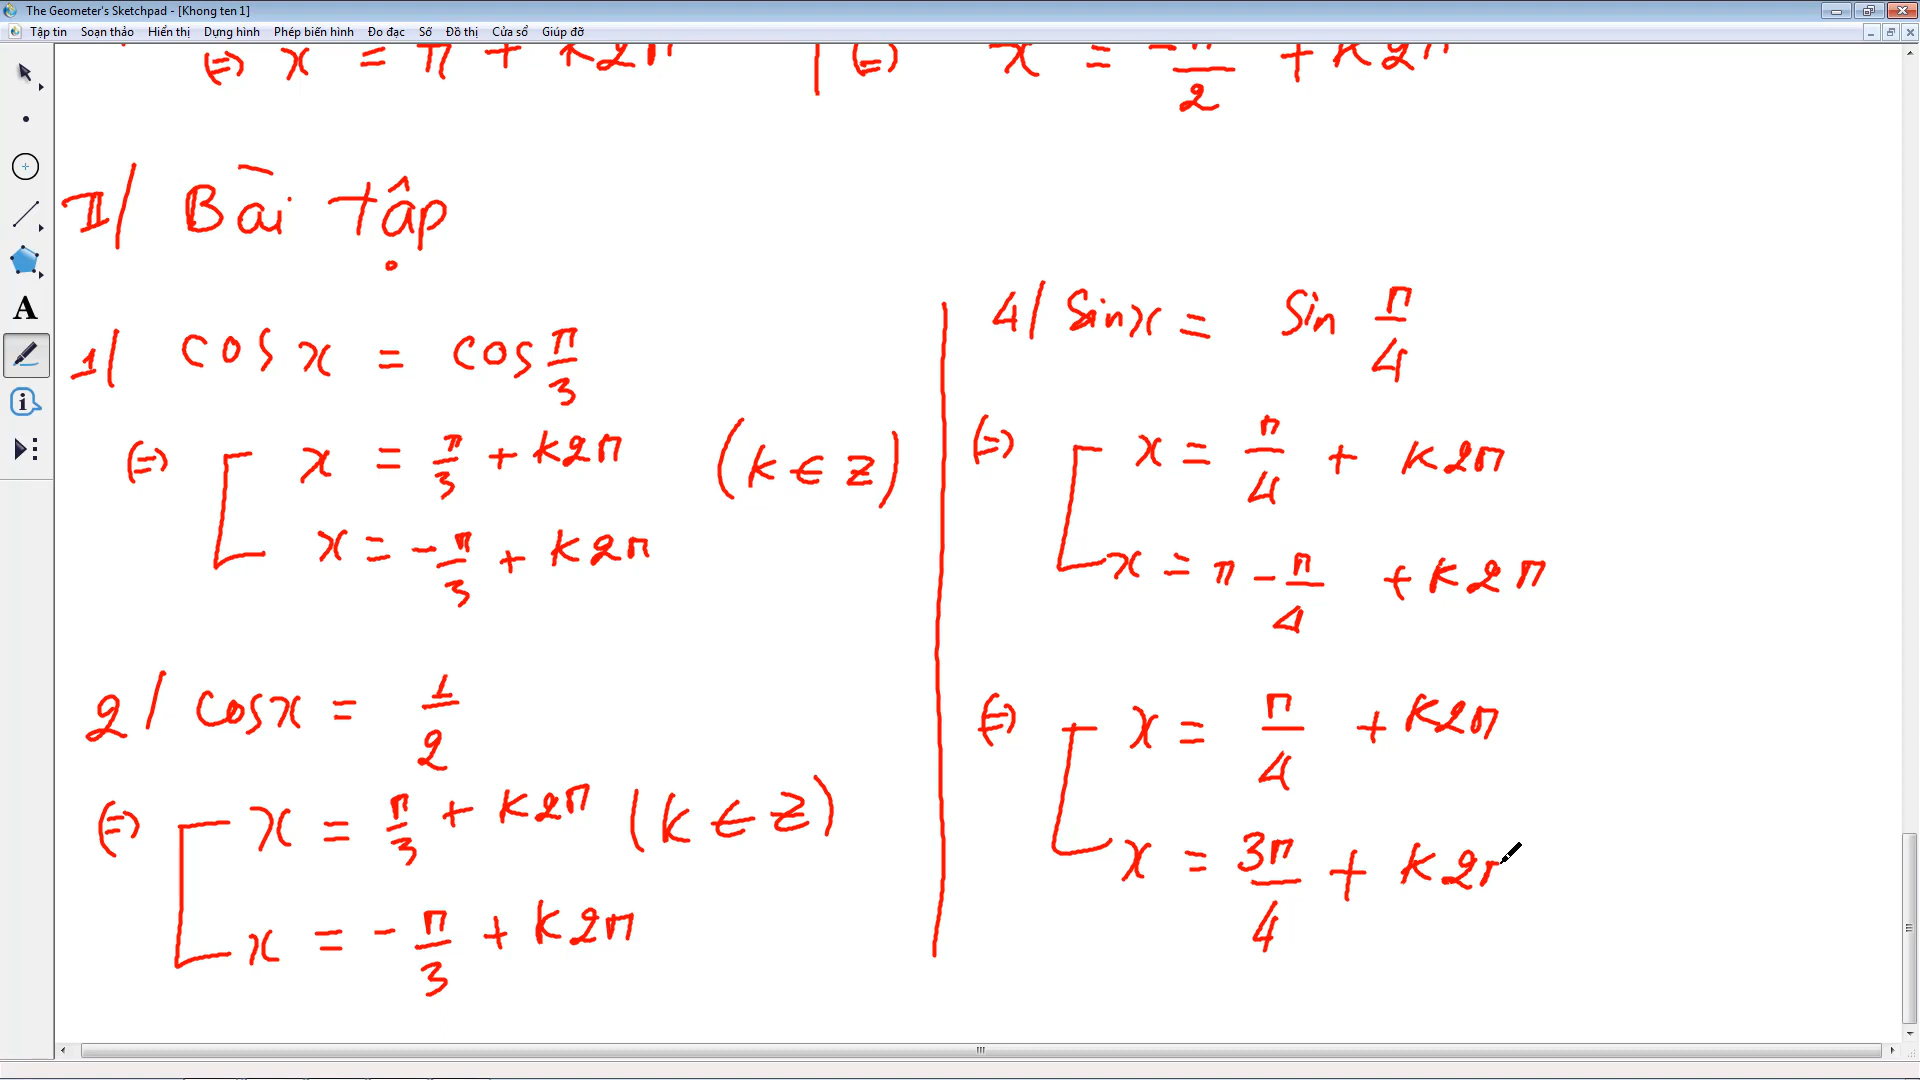 The Geometer's Sketchpad - [Khong ten 1]
Tập tin Soạn thảo Hiển thị Dựng hình Phép biến hình Đo đạc Số Đồ thị Cửa sổ Giúp đỡ
(=) x = π + k2π | (=) x = -π/2 + k2π
II/ Bài tập
1/ cos x = cos π/3
(=) [ x = π/3 + k2π (k ∈ Z)
x = -π/3 + k2π
2/ cosx = 1/2
(=) [ x = π/3 + k2π (k ∈ Z)
x = -π/3 + k2π
4/ Sinx = Sin π/4
(=) [ x = π/4 + k2π
x = π - π/4 + k2π
(=) [ x = π/4 + k2π
x = 3π/4 + k2π